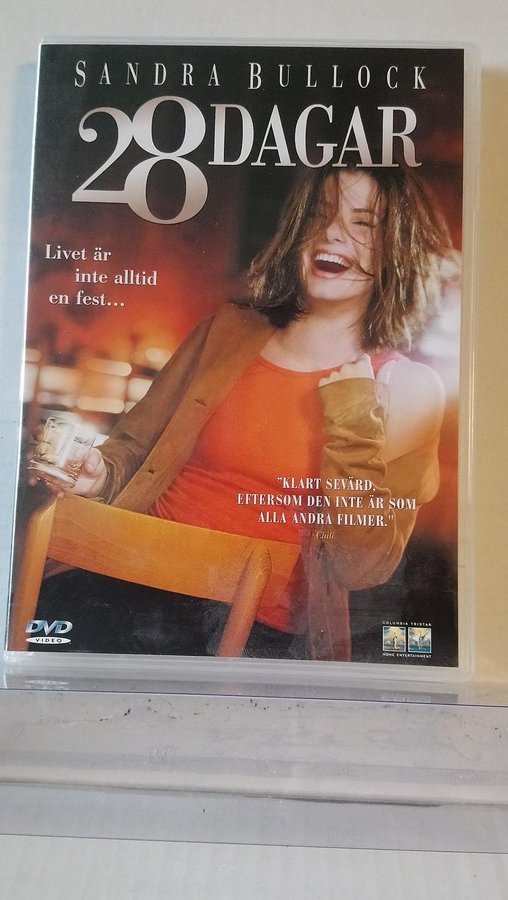 SANDRA BULLOCK
28 DAGAR
Livet är
inte alltid
en fest...
"KLART SEVÄRD,
EFTERSOM DEN INTE ÄR SOM
ALLA ANDRA FILMER."
Chili
DVD
VIDEO
COLUMBIA TRISTAR
HOME ENTERTAINMENT